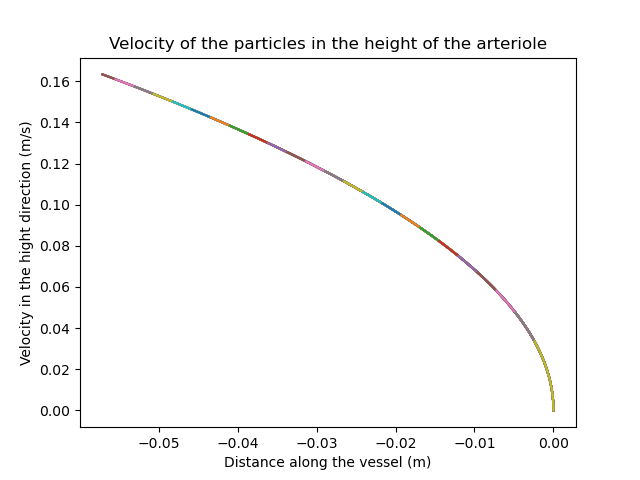 Velocity of the particles in the height of the arteriole
Velocity in the hight direction (m/s)
0.16
0.14
0.12
0.10
0.08
0.06
0.04
0.02
0.00
−0.05 −0.04 −0.03 −0.02 −0.01 0.00
Distance along the vessel (m)